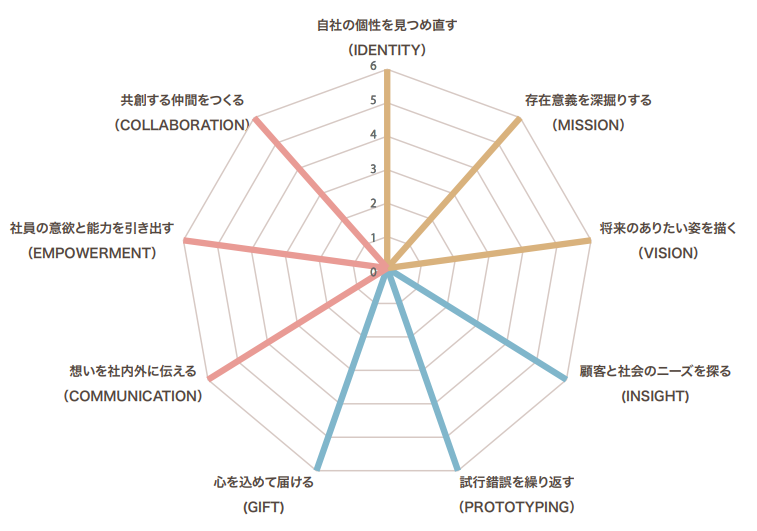 自社の個性を見つめ直す
（IDENTITY）
6
5
4
3
2
1
0
存在意義を深掘りする
（MISSION）
将来のありたい姿を描く
（VISION）
顧客と社会のニーズを探る
（INSIGHT）
試行錯誤を繰り返す
（PROTOTYPING）
心を込めて届ける
（GIFT）
想いを社内外に伝える
（COMMUNICATION）
社員の意欲と能力を引き出す
（EMPOWERMENT）
共創する仲間をつくる
（COLLABORATION）